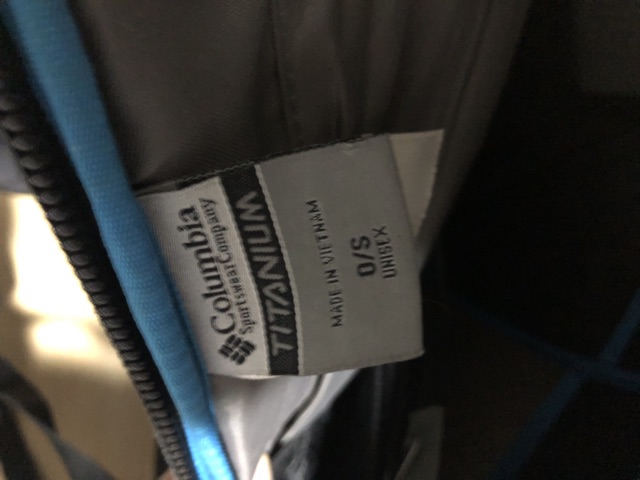 Columbia
Sportswear Company
TITANIUM
MADE IN VIETNAM
O/S
UNISEX